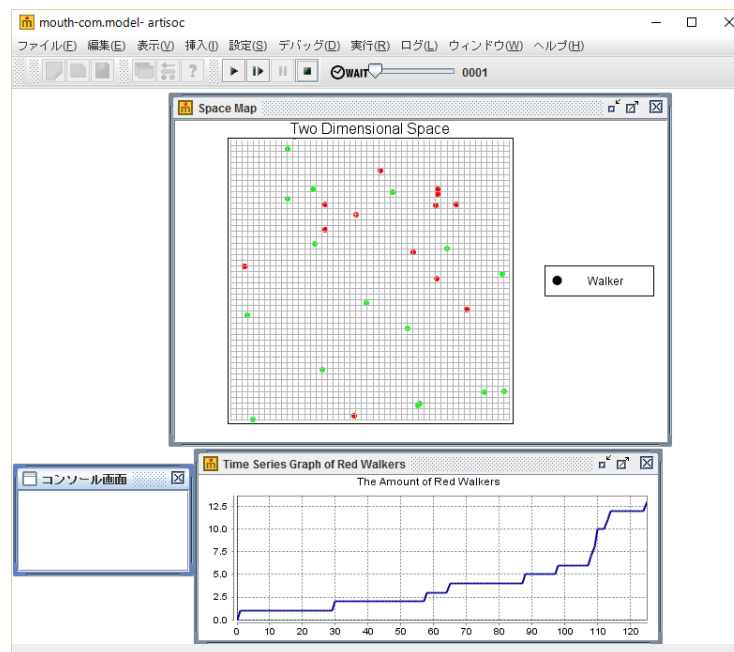 mouth-com.model- artisoc
ファイル(F) 編集(E) 表示(V) 挿入(I) 設定(S) デバッグ(D) 実行(R) ログ(L) ウィンドウ(W) ヘルプ(H)
WAIT 0001
Space Map
Two Dimensional Space
Walker
コンソール画面
Time Series Graph of Red Walkers
The Amount of Red Walkers
12.5
10.0
7.5
5.0
2.5
0.0
0 10 20 30 40 50 60 70 80 90 100 110 120